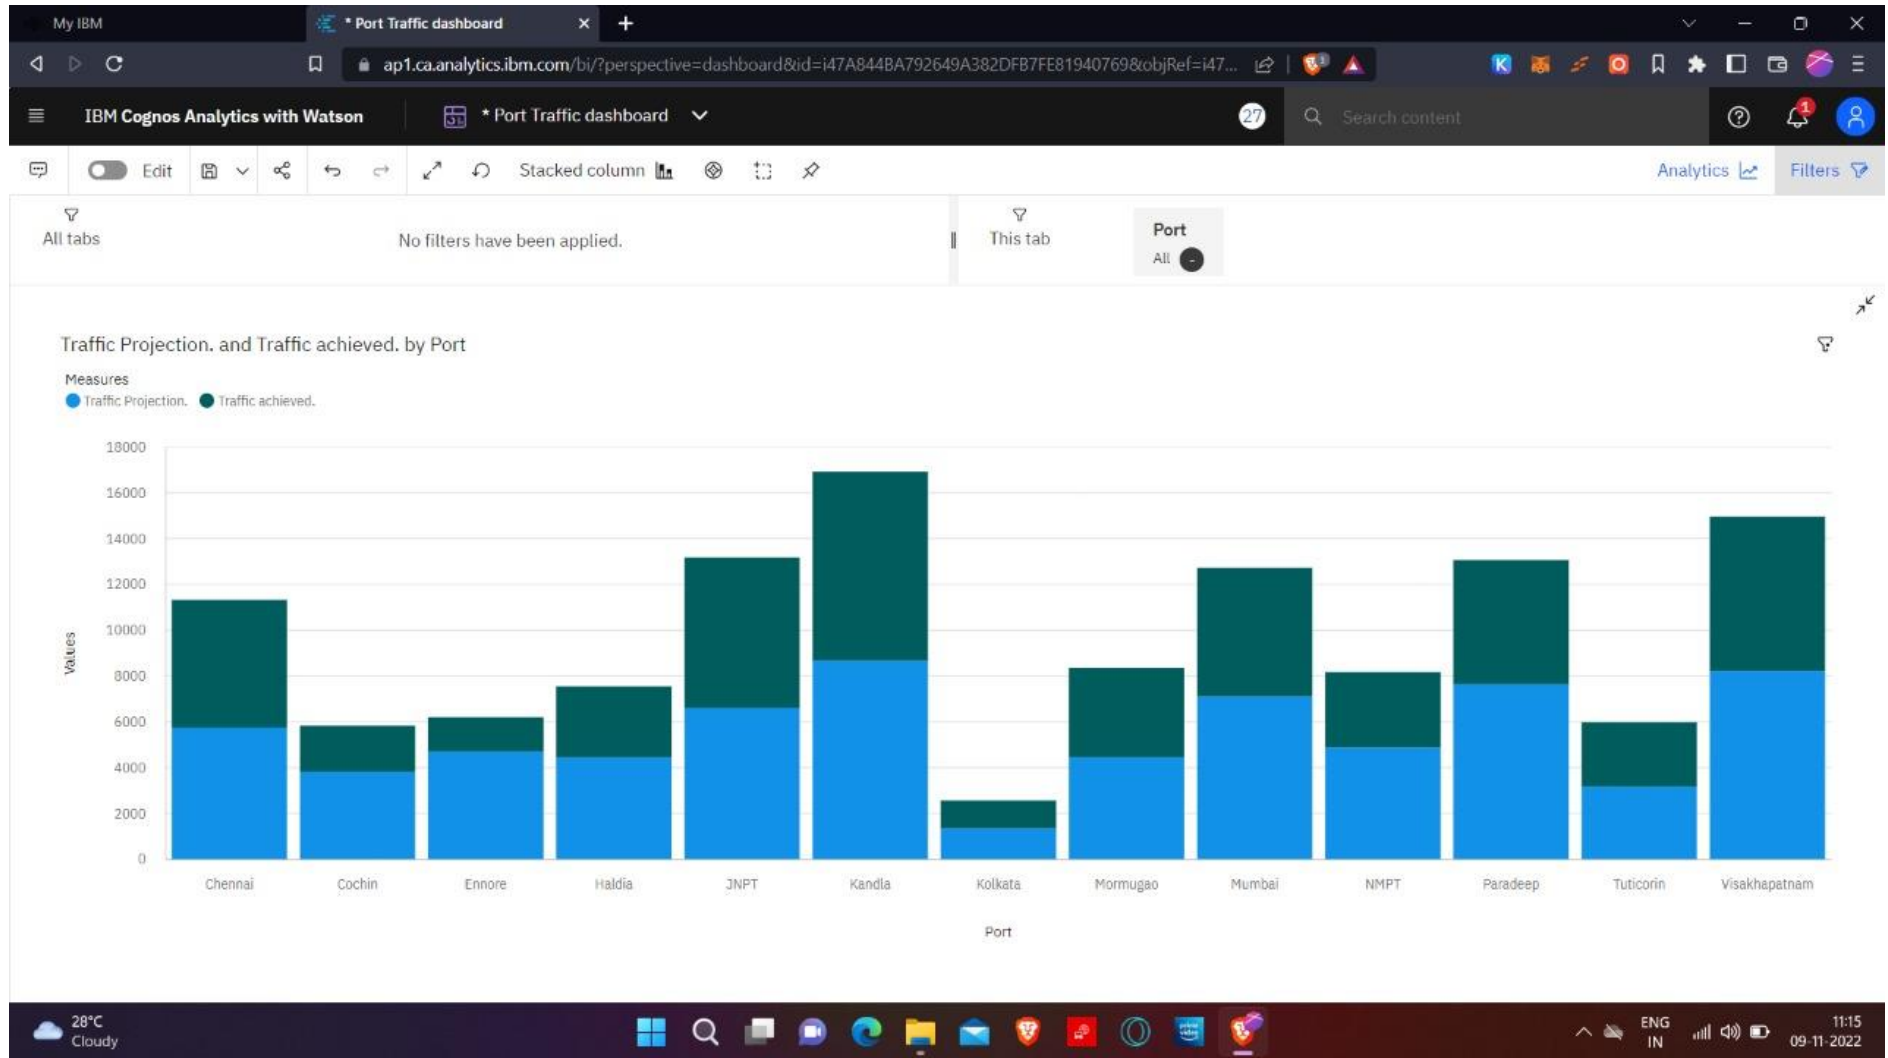 My IBM
* Port Traffic dashboard
ap1.ca.analytics.ibm.com/bi/?perspective=dashboard&id=i47A844BA792649A382DFB7FE81940769&objRef=i47...
IBM Cognos Analytics with Watson
* Port Traffic dashboard
27
Search content
1
Edit
Stacked column
Analytics
Filters
All tabs
No filters have been applied.
This tab
Port
All
Traffic Projection. and Traffic achieved. by Port
Measures
Traffic Projection.
Traffic achieved.
18000
16000
14000
12000
10000
8000
6000
4000
2000
0
Values
Chennai
Cochin
Ennore
Haldia
JNPT
Kandla
Kolkata
Mormugao
Mumbai
NMPT
Paradeep
Tuticorin
Visakhapatnam
Port
28°C
Cloudy
ENG
IN
11:15
09-11-2022